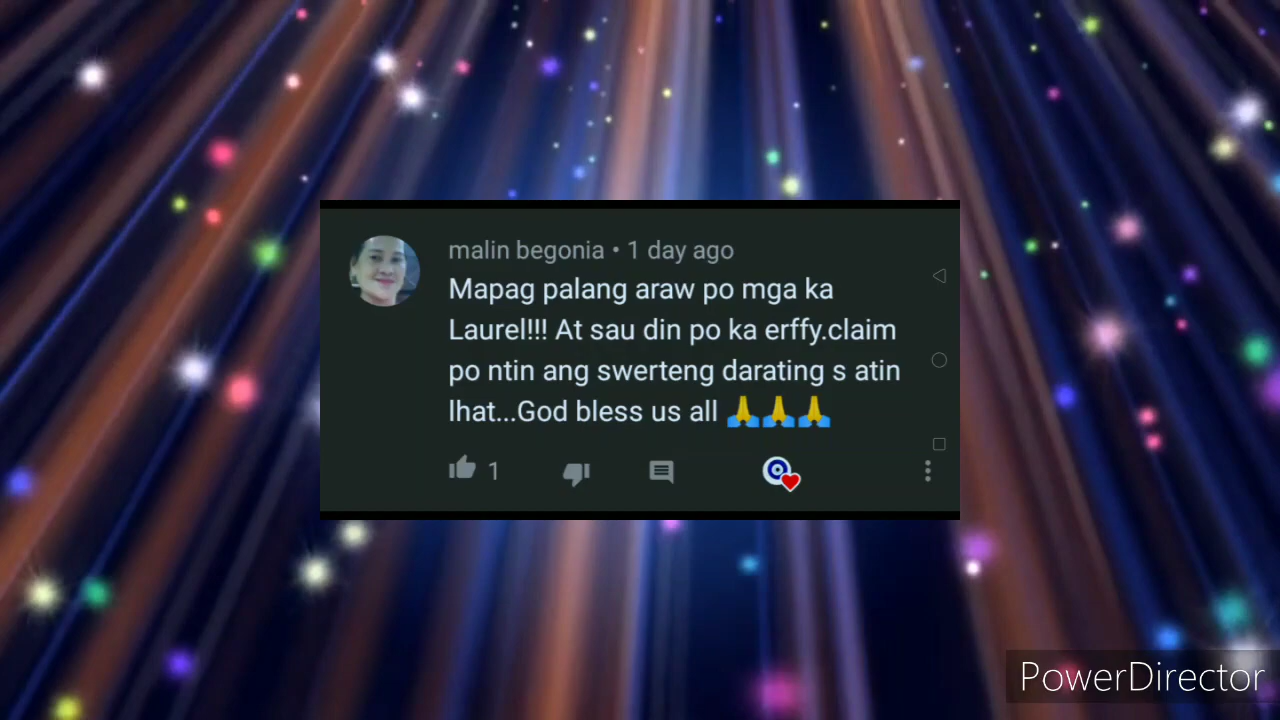 malin begonia • 1 day ago
Mapag palang araw po mga ka
Laurel!!! At sau din po ka erffy.claim
po ntin ang swerteng darating s atin
lhat...God bless us all 🙏🙏🙏
1
PowerDirector